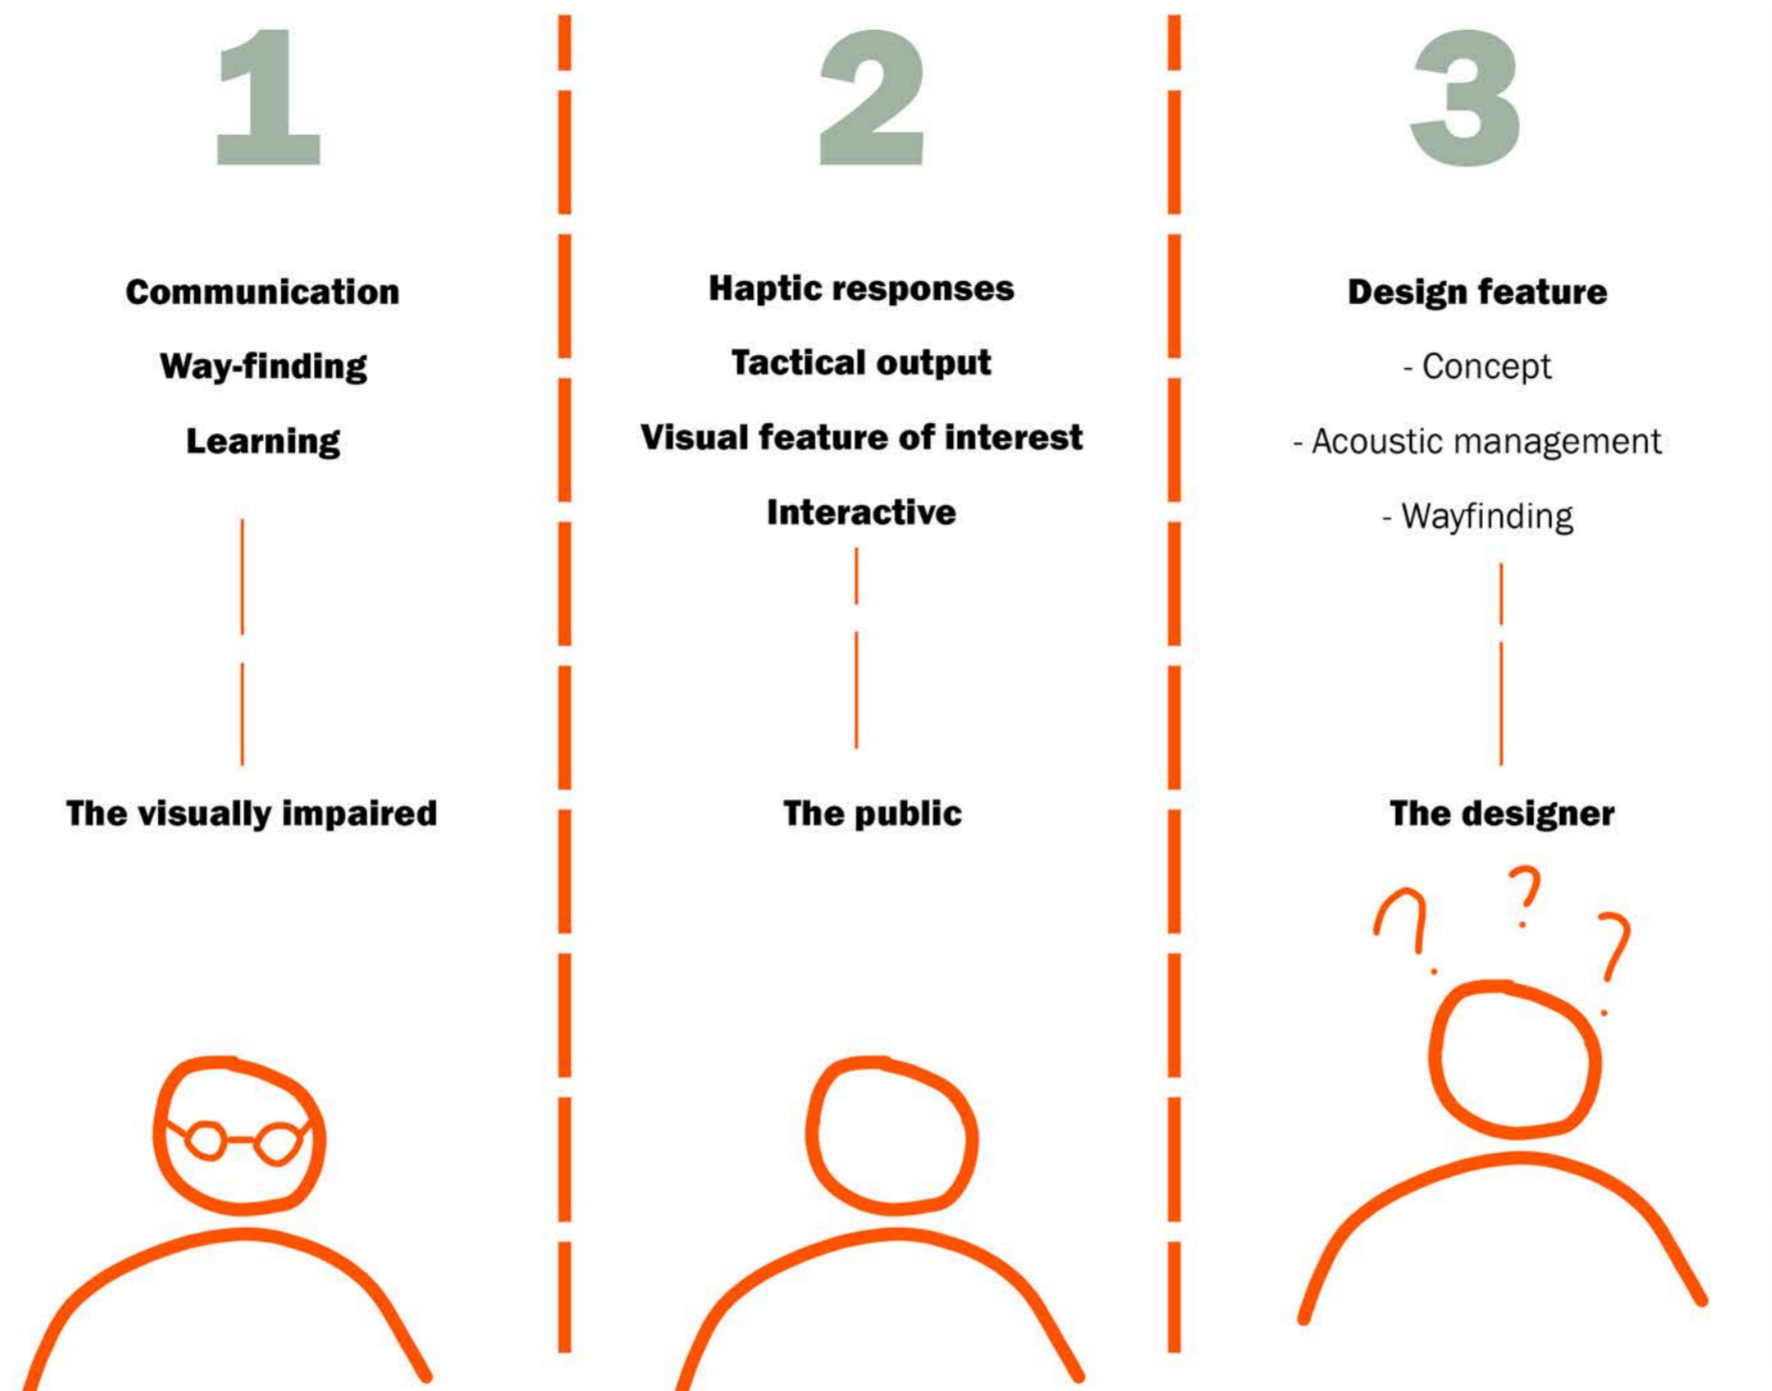 1
Communication
Way-finding
Learning
The visually impaired
2
Haptic responses
Tactical output
Visual feature of interest
Interactive
The public
3
Design feature
- Concept
- Acoustic management
- Wayfinding
The designer
? ? ?